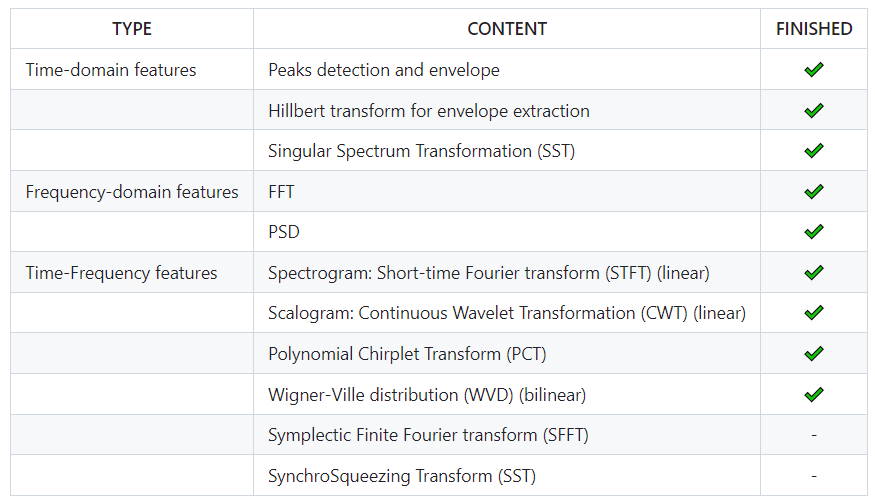 TYPE CONTENT FINISHED
Time-domain features Peaks detection and envelope ✔
Hillbert transform for envelope extraction ✔
Singular Spectrum Transformation (SST) ✔
Frequency-domain features FFT ✔
PSD ✔
Time-Frequency features Spectrogram: Short-time Fourier transform (STFT) (linear) ✔
Scalogram: Continuous Wavelet Transformation (CWT) (linear) ✔
Polynomial Chirplet Transform (PCT) ✔
Wigner-Ville distribution (WVD) (bilinear) ✔
Symplectic Finite Fourier transform (SFFT) -
SynchroSqueezing Transform (SST) -